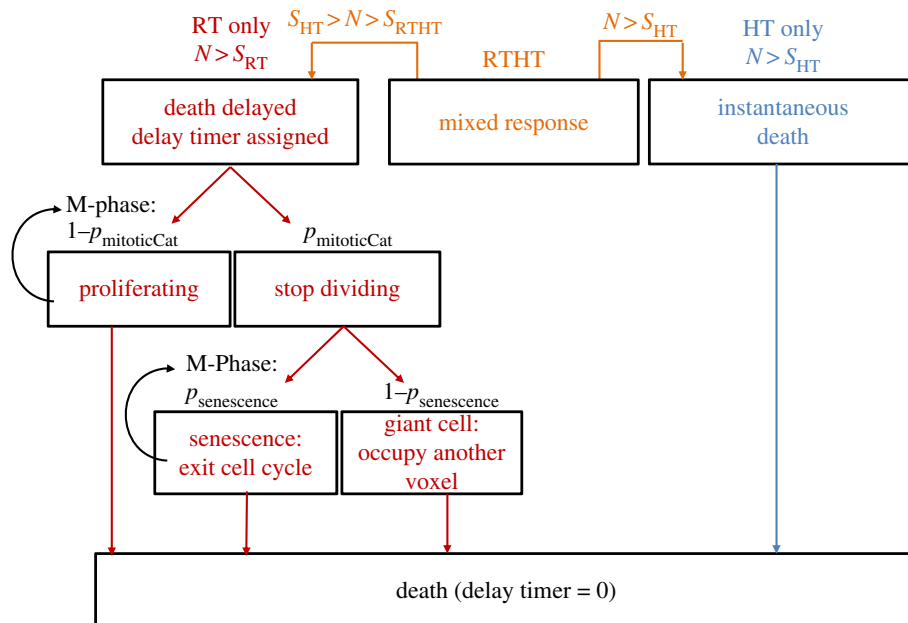 RT only
N > S_RT
S_HT > N > S_RTHT
RTHT
N > S_HT
HT only
N > S_HT
death delayed
delay timer assigned
mixed response
instantaneous
death
M-phase:
1–p_mitoticCat
p_mitoticCat
proliferating
stop dividing
M-Phase:
p_senescence
1–p_senescence
senescence:
exit cell cycle
giant cell:
occupy another
voxel
death (delay timer = 0)